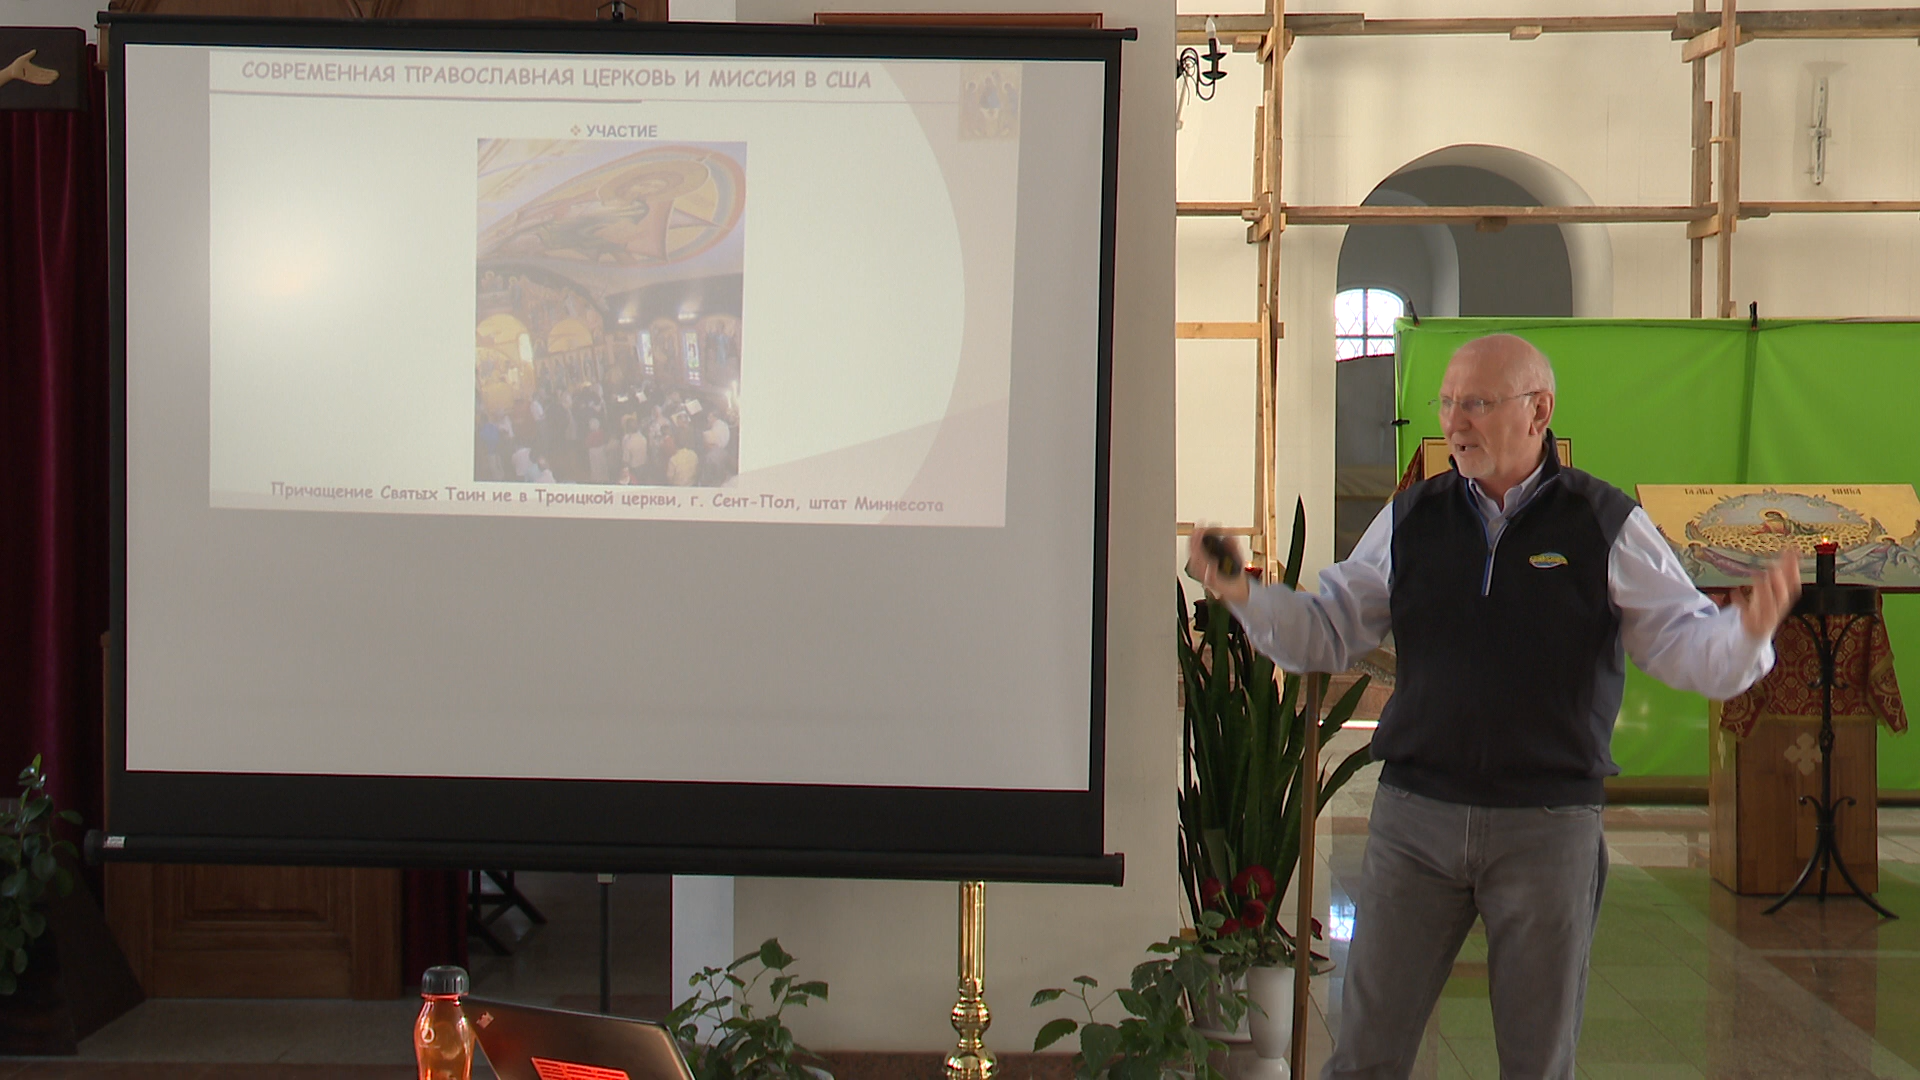 СОВРЕМЕННАЯ ПРАВОСЛАВНАЯ ЦЕРКОВЬ И МИССИЯ В США
УЧАСТИЕ
Причащение Святых Таин ие в Троицкой церкви, г. Сент-Пол, штат Миннесота